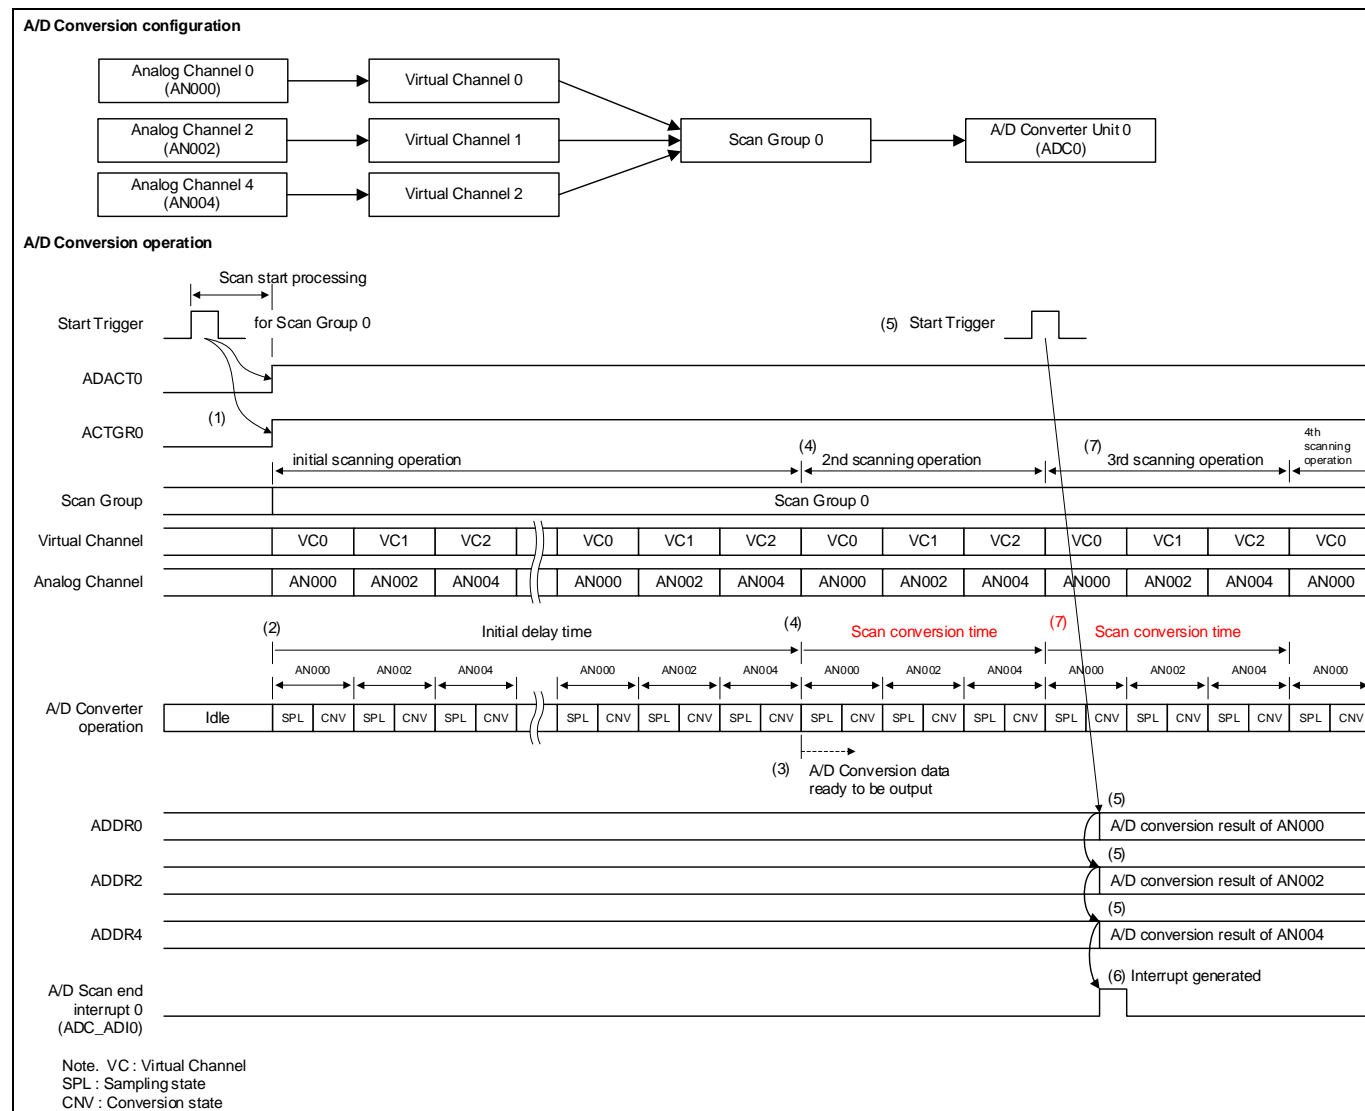 A/D Conversion configuration
Analog Channel 0
(AN000)
Virtual Channel 0
Analog Channel 2
(AN002)
Virtual Channel 1
Scan Group 0
A/D Converter Unit 0
(ADC0)
Analog Channel 4
(AN004)
Virtual Channel 2
A/D Conversion operation
Scan start processing
Start Trigger
for Scan Group 0
(5) Start Trigger
ADACT0
(1)
ACTGR0
initial scanning operation
(4)
2nd scanning operation
(7)
3rd scanning operation
4th
scanning
operation
Scan Group
Scan Group 0
Virtual Channel
VC0 VC1 VC2 VC0 VC1 VC2 VC0 VC1 VC2 VC0 VC1 VC2 VC0
Analog Channel
AN000 AN002 AN004 AN000 AN002 AN004 AN000 AN002 AN004 AN000 AN002 AN004 AN000
(2)
Initial delay time
(4)
Scan conversion time
(7)
Scan conversion time
AN000 AN002 AN004 AN000 AN002 AN004 AN000 AN002 AN004 AN000 AN002 AN004 AN000
A/D Converter
operation
Idle SPL CNV SPL CNV SPL CNV SPL CNV SPL CNV SPL CNV SPL CNV SPL CNV SPL CNV SPL CNV SPL CNV SPL CNV SPL CNV
(3)
A/D Conversion data
ready to be output
ADDR0
(5)
A/D conversion result of AN000
ADDR2
(5)
A/D conversion result of AN002
ADDR4
(5)
A/D conversion result of AN004
A/D Scan end
interrupt 0
(ADC_ADI0)
(6) Interrupt generated
Note. VC : Virtual Channel
SPL : Sampling state
CNV : Conversion state